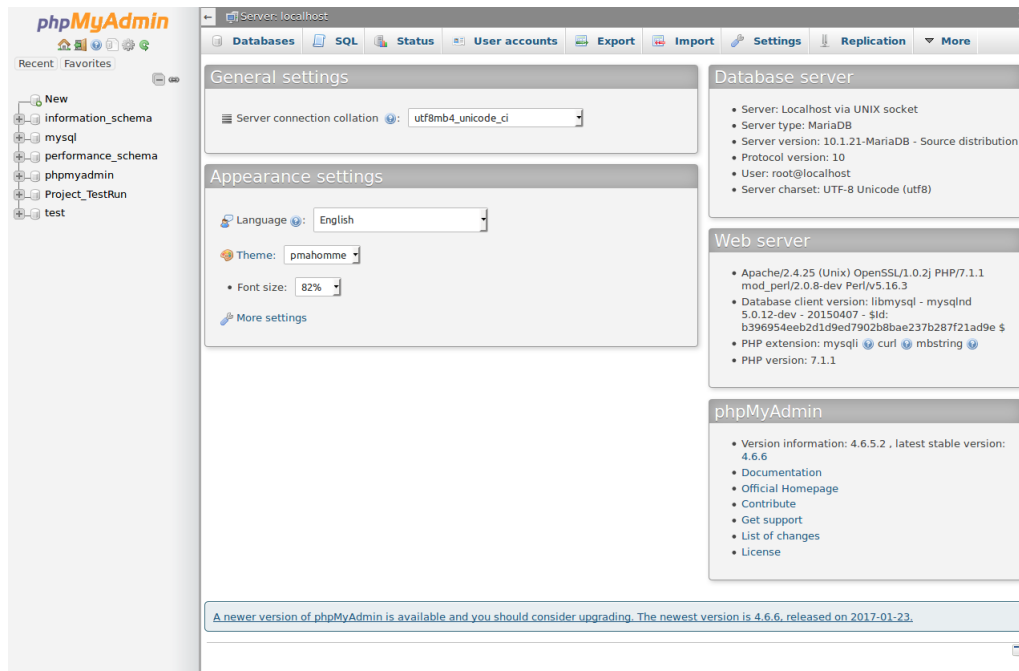 phpMyAdmin
Recent Favorites
New
information_schema
mysql
performance_schema
phpmyadmin
Project_TestRun
test
Server: localhost
Databases SQL Status User accounts Export Import Settings Replication More
General settings
Server connection collation : utf8mb4_unicode_ci
Appearance settings
Language : English
Theme: pmahomme
Font size: 82%
More settings
Database server
Server: Localhost via UNIX socket
Server type: MariaDB
Server version: 10.1.21-MariaDB - Source distribution
Protocol version: 10
User: root@localhost
Server charset: UTF-8 Unicode (utf8)
Web server
Apache/2.4.25 (Unix) OpenSSL/1.0.2j PHP/7.1.1
mod_perl/2.0.8-dev Perl/v5.16.3
Database client version: libmysql - mysqlnd
5.0.12-dev - 20150407 - $Id:
b396954eeb2d1d9ed7902b8bae237b287f21ad9e $
PHP extension: mysqli curl mbstring
PHP version: 7.1.1
phpMyAdmin
Version information: 4.6.5.2 , latest stable version:
4.6.6
Documentation
Official Homepage
Contribute
Get support
List of changes
License
A newer version of phpMyAdmin is available and you should consider upgrading. The newest version is 4.6.6, released on 2017-01-23.